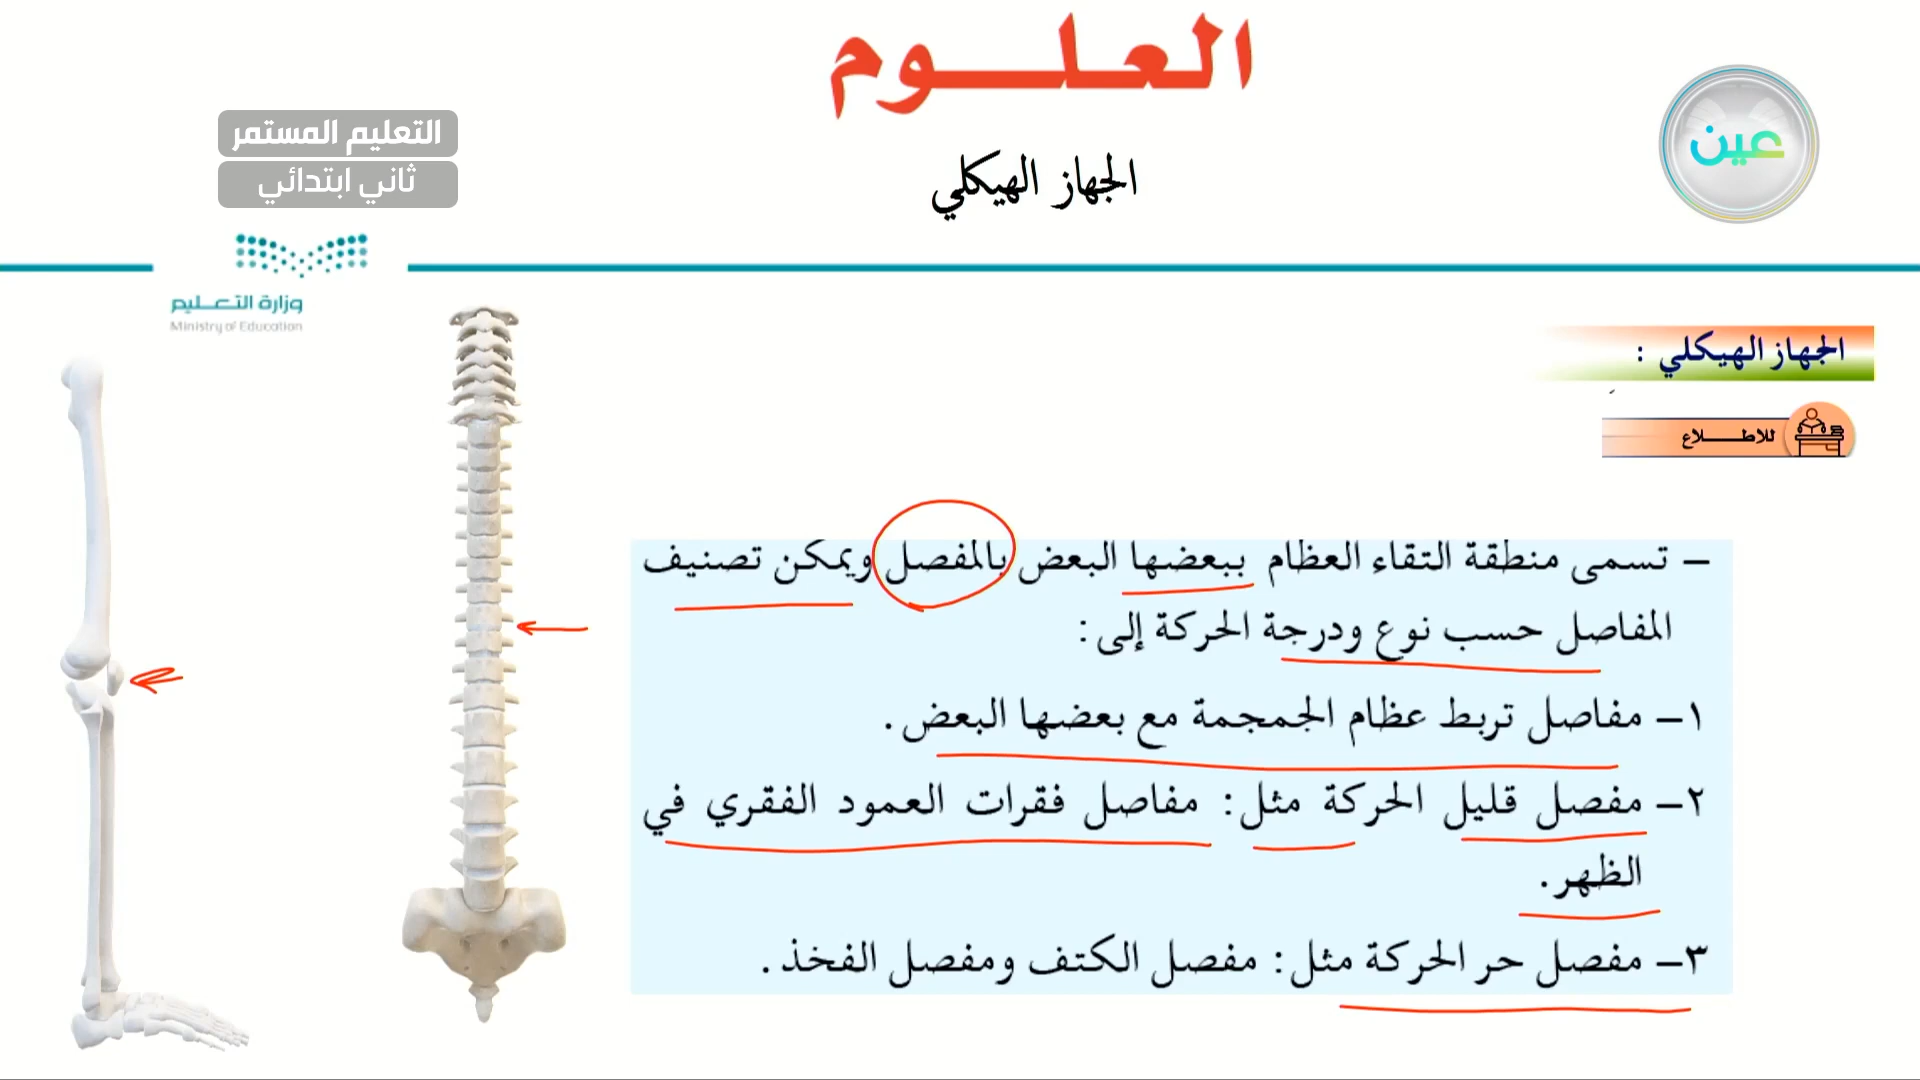 العلوم
عين
التعليم المستمر
ثاني ابتدائي
الجهاز الهيكلي
وزارة التعليم
Ministry of Education
الجهاز الهيكلي :
للاطلاع
– تسمى منطقة التقاء العظام ببعضها البعض بالمفصل ويمكن تصنيف
المفاصل حسب نوع ودرجة الحركة إلى :
١– مفاصل تربط عظام الجمجمة مع بعضها البعض .
٢– مفصل قليل الحركة مثل : مفاصل فقرات العمود الفقري في
الظهر .
٣– مفصل حر الحركة مثل : مفصل الكتف ومفصل الفخذ .